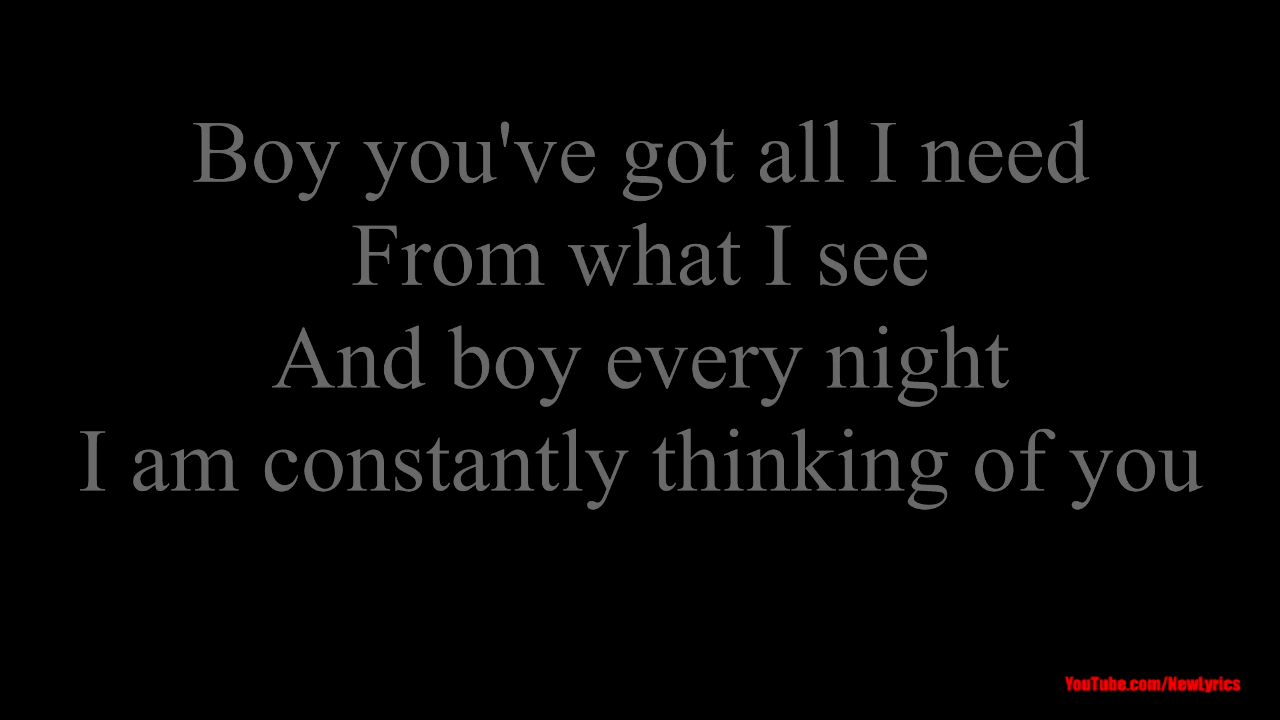 Boy you've got all I need
From what I see
And boy every night
I am constantly thinking of you
YouTube.com/NewLyrics